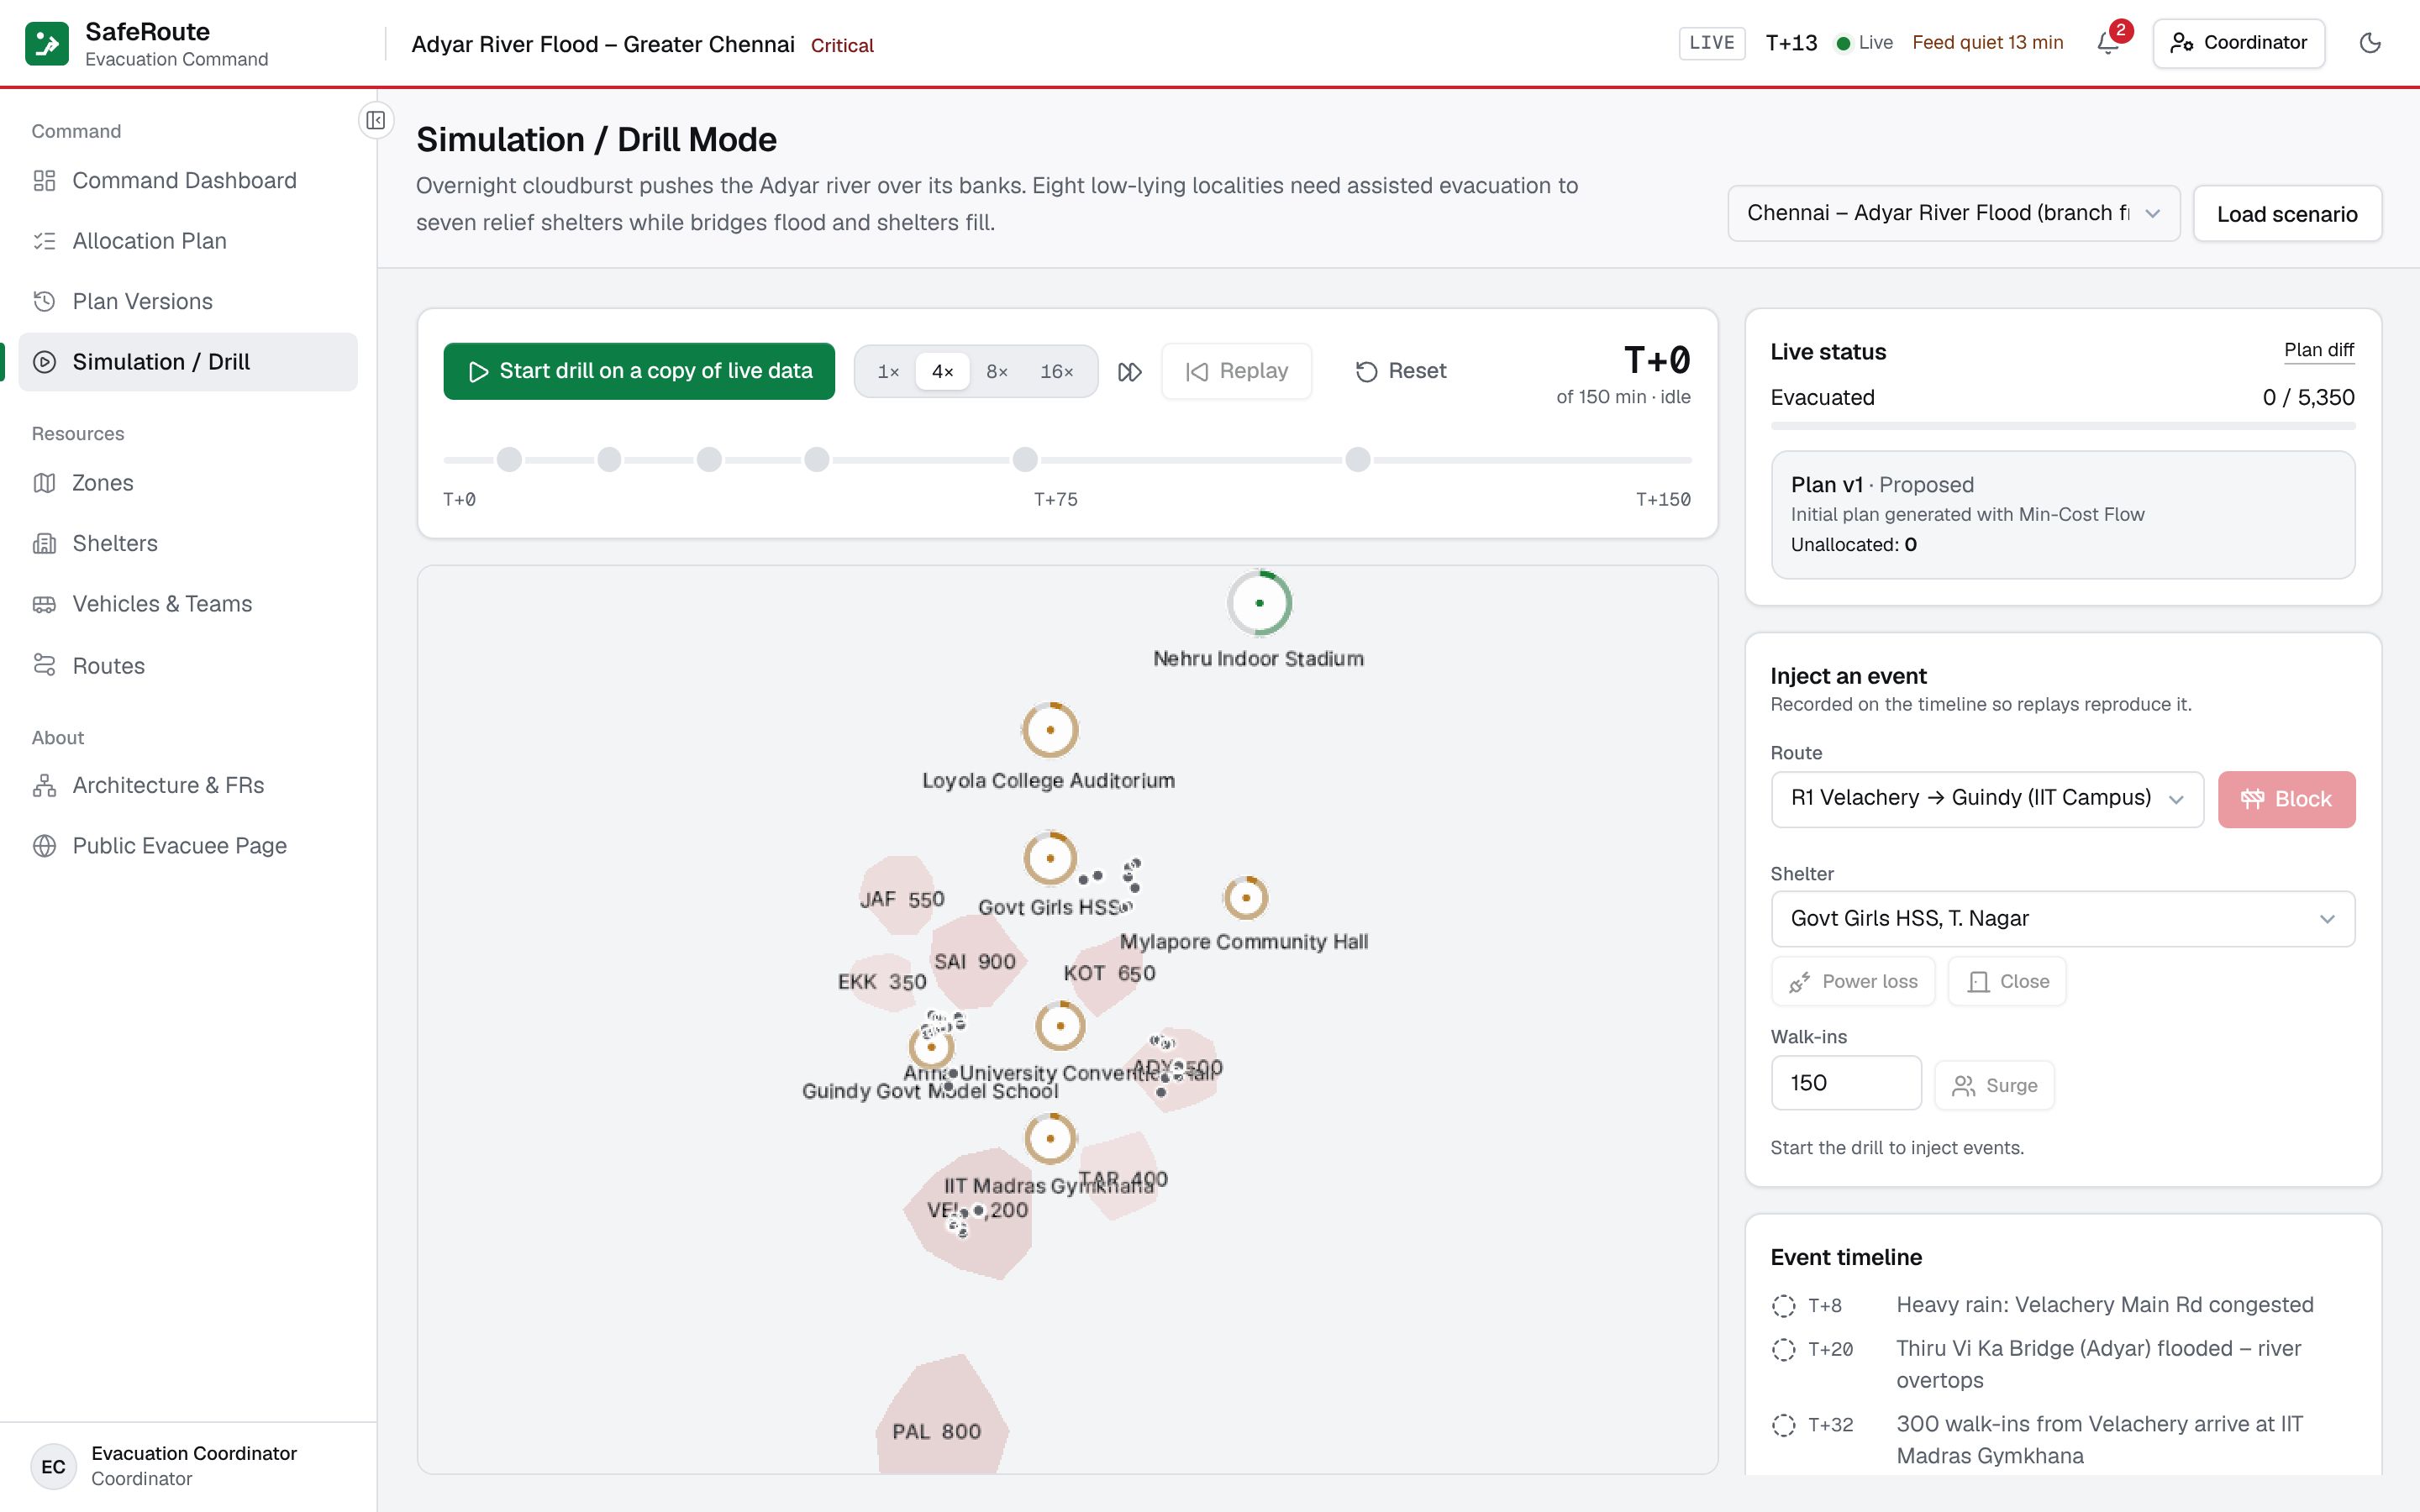 SafeRoute
Evacuation Command
Adyar River Flood – Greater Chennai Critical
LIVE T+13 Live Feed quiet 13 min 2 Coordinator
Command
Command Dashboard
Allocation Plan
Plan Versions
Simulation / Drill
Resources
Zones
Shelters
Vehicles & Teams
Routes
About
Architecture & FRs
Public Evacuee Page
EC
Evacuation Coordinator
Coordinator
Simulation / Drill Mode
Overnight cloudburst pushes the Adyar river over its banks. Eight low-lying localities need assisted evacuation to
seven relief shelters while bridges flood and shelters fill.
Chennai – Adyar River Flood (branch
Load scenario
Start drill on a copy of live data
1× 4× 8× 16×
Replay
Reset
T+0
of 150 min · idle
T+0 T+75 T+150
Nehru Indoor Stadium
Loyola College Auditorium
Govt Girls HSS
JAF 550
Mylapore Community Hall
SAI 900
KOT 650
EKK 350
Anna University Convention Hall
Guindy Govt Model School
IIT Madras Gymkhana
TAR 400
PAL 800
Live status
Plan diff
Evacuated 0 / 5,350
Plan v1 · Proposed
Initial plan generated with Min-Cost Flow
Unallocated: 0
Inject an event
Recorded on the timeline so replays reproduce it.
Route
R1 Velachery → Guindy (IIT Campus)
Block
Shelter
Govt Girls HSS, T. Nagar
Power loss
Close
Walk-ins
150
Surge
Start the drill to inject events.
Event timeline
T+8 Heavy rain: Velachery Main Rd congested
T+20 Thiru Vi Ka Bridge (Adyar) flooded – river
overtops
T+32 300 walk-ins from Velachery arrive at IIT
Madras Gymkhana